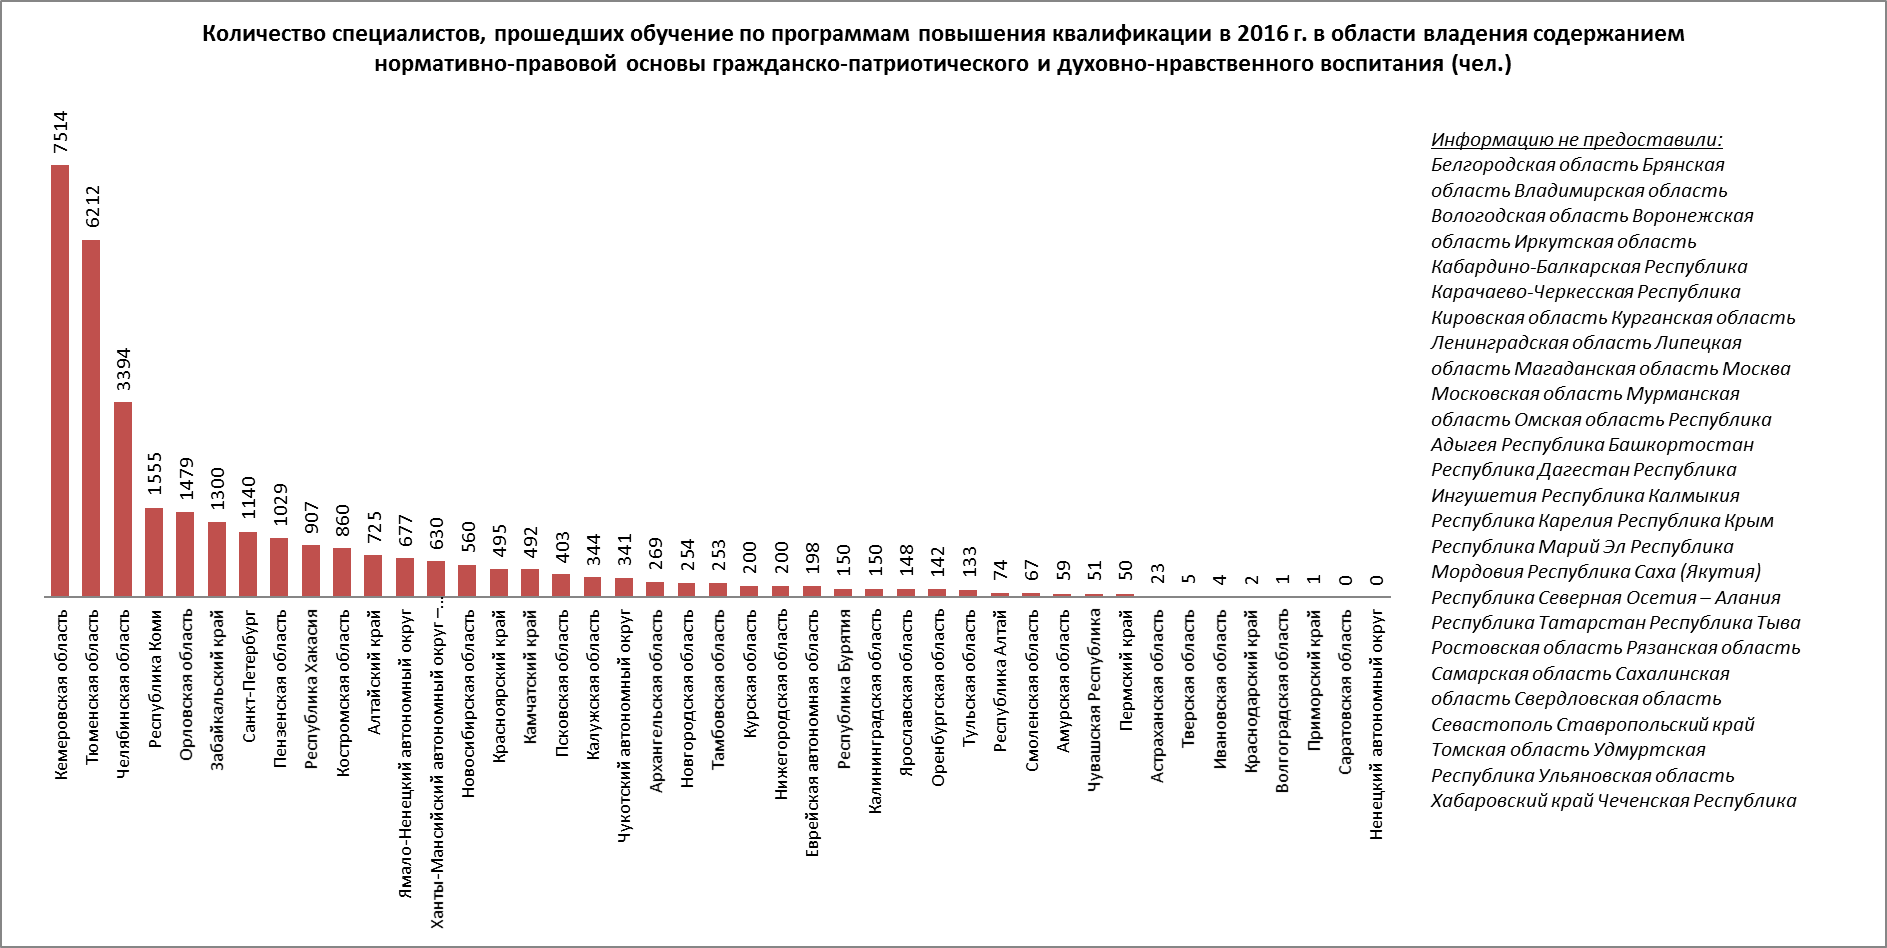 Количество специалистов, прошедших обучение по программам повышения квалификации в 2016 г. в области владения содержанием
нормативно-правовой основы гражданско-патриотического и духовно-нравственного воспитания (чел.)
7514
6212
3394
1555
1479
1300
1140
1029
907
860
725
677
630
560
495
492
403
344
341
269
254
253
200
200
198
150
150
148
142
133
74
67
59
51
50
23
5
4
2
1
1
0
0
Кемеровская область
Тюменская область
Челябинская область
Республика Коми
Орловская область
Забайкальский край
Санкт-Петербург
Пензенская область
Республика Хакасия
Костромская область
Алтайский край
Ямало-Ненецкий автономный округ
Ханты-Мансийский автономный округ –…
Новосибирская область
Красноярский край
Камчатский край
Псковская область
Калужская область
Чукотский автономный округ
Архангельская область
Новгородская область
Тамбовская область
Курская область
Нижегородская область
Еврейская автономная область
Республика Бурятия
Калининградская область
Ярославская область
Оренбургская область
Тульская область
Республика Алтай
Смоленская область
Амурская область
Чувашская Республика
Пермский край
Астраханская область
Тверская область
Ивановская область
Краснодарский край
Волгоградская область
Приморский край
Саратовская область
Ненецкий автономный округ
Информацию не предоставили:
Белгородская область Брянская
область Владимирская область
Вологодская область Воронежская
область Иркутская область
Кабардино-Балкарская Республика
Карачаево-Черкесская Республика
Кировская область Курганская область
Ленинградская область Липецкая
область Магаданская область Москва
Московская область Мурманская
область Омская область Республика
Адыгея Республика Башкортостан
Республика Дагестан Республика
Ингушетия Республика Калмыкия
Республика Карелия Республика Крым
Республика Марий Эл Республика
Мордовия Республика Саха (Якутия)
Республика Северная Осетия – Алания
Республика Татарстан Республика Тыва
Ростовская область Рязанская область
Самарская область Сахалинская
область Свердловская область
Севастополь Ставропольский край
Томская область Удмуртская
Республика Ульяновская область
Хабаровский край Чеченская Республика